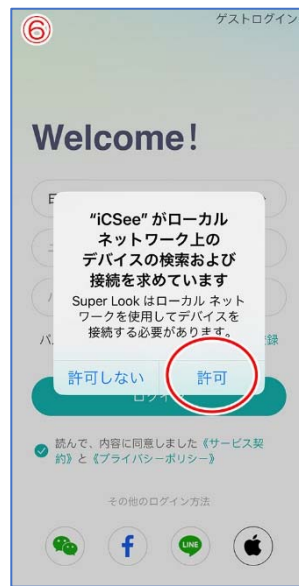 ⑥
ゲストログイン
Welcome!
“iCSee” がローカル
ネットワーク上の
デバイスの検索および
接続を求めています
Super Look はローカル ネット
ワークを使用してデバイスを
接続する必要があります。
許可しない
許可
読んで、内容に同意しました《サービス契
約》と《プライバシーポリシー》
その他のログイン方法
LINE